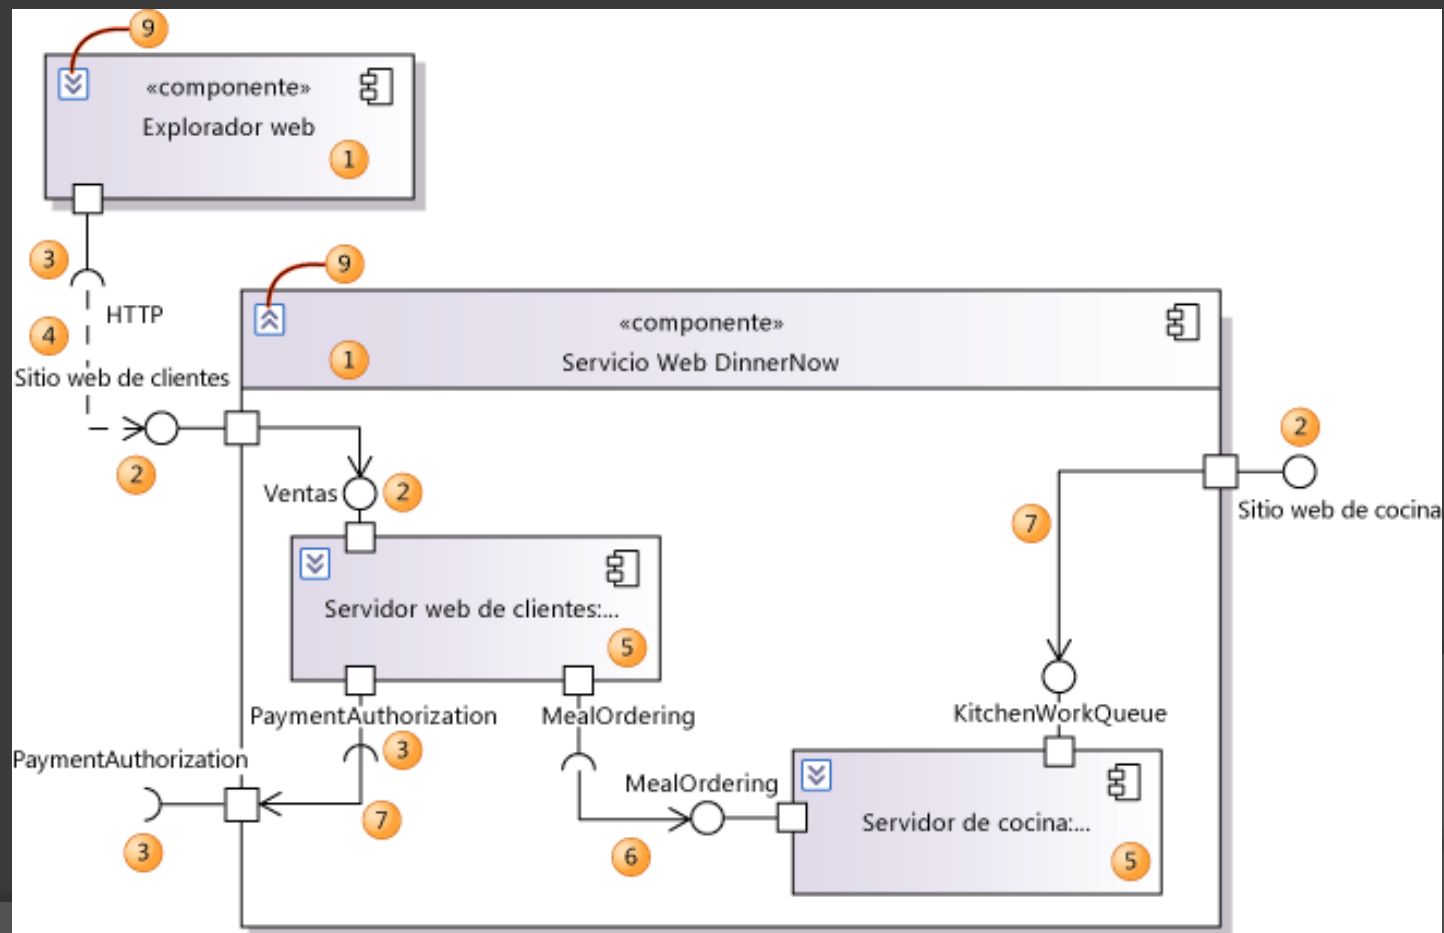 9
«componente»
Explorador web
1
3
HTTP
4
Sitio web de clientes
2
9
«componente»
1
Servicio Web DinnerNow
2
Sitio web de cocina
Ventas
2
7
Servidor web de clientes:...
5
PaymentAuthorization
MealOrdering
KitchenWorkQueue
3
PaymentAuthorization
MealOrdering
7
3
6
Servidor de cocina:...
5